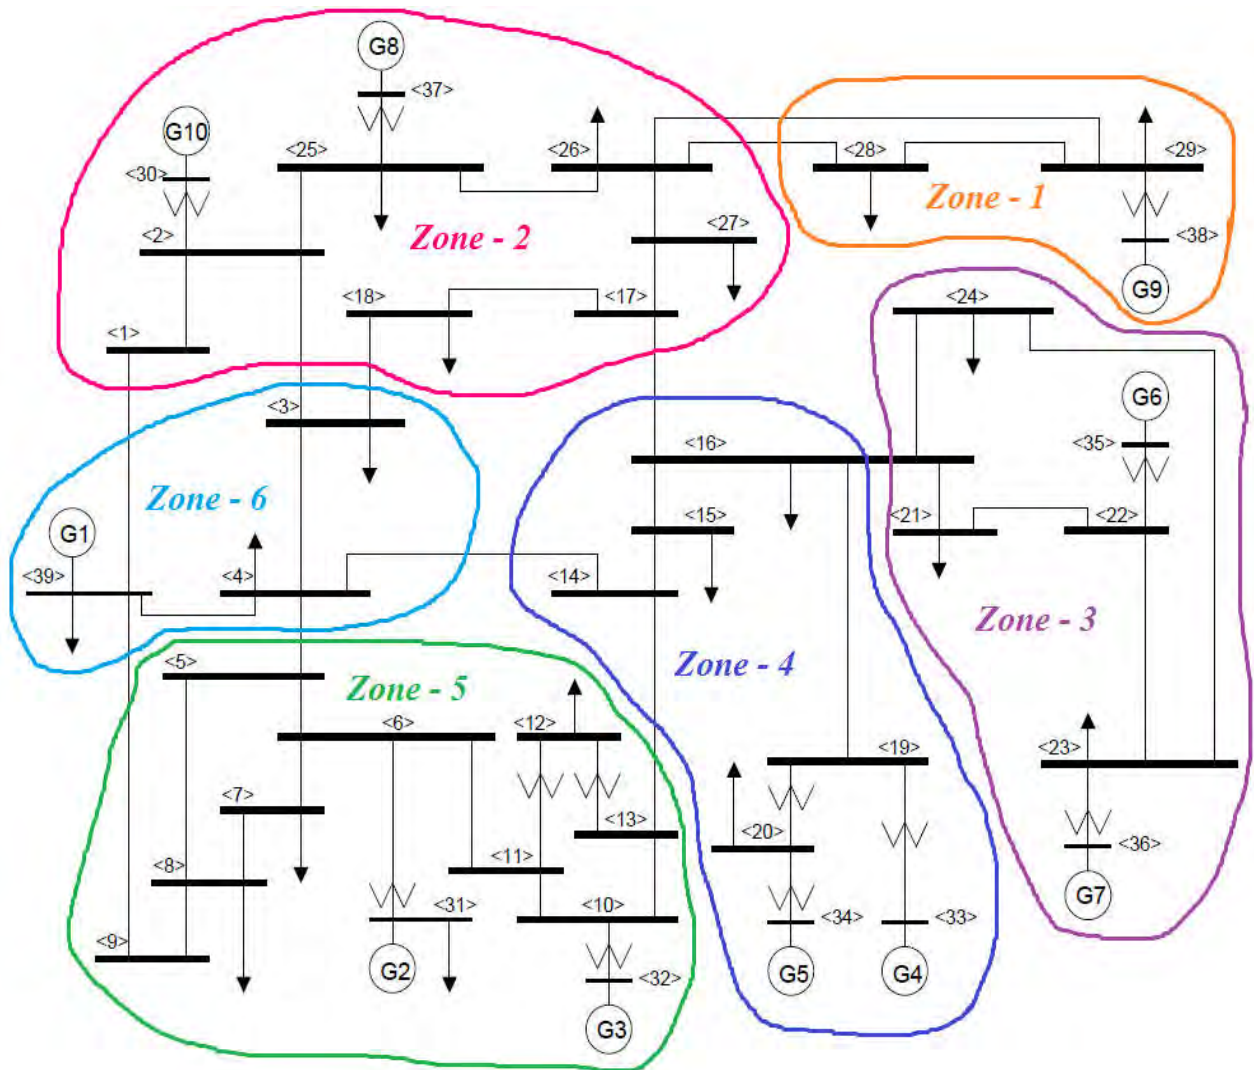 G8
<37>
G10
<30>
<25>
<26>
<28>
<29>
Zone - 1
<2>
Zone - 2
<27>
<38>
G9
<18>
<17>
<24>
<1>
<3>
G6
<35>
<16>
Zone - 6
G1
<15>
<21>
<22>
<39>
<4>
<14>
Zone - 3
Zone - 4
<5>
Zone - 5
<6>
<12>
<19>
<23>
<7>
<13>
<20>
<8>
<11>
<36>
G7
<31>
<10>
<34>
<33>
<9>
G2
<32>
G5
G4
G3